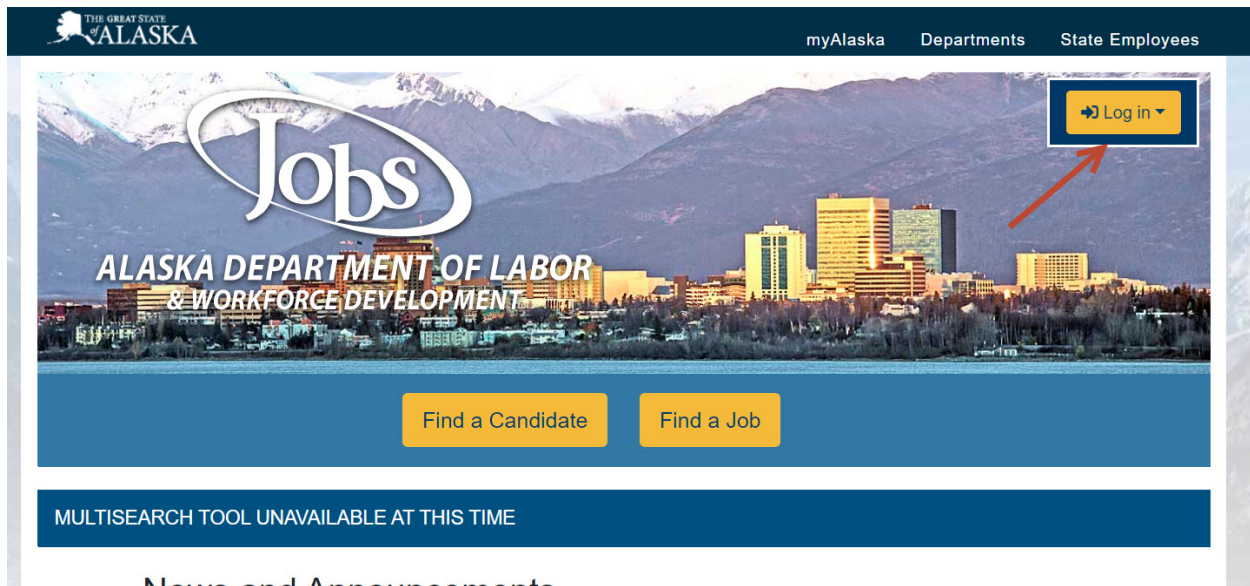 THE GREAT STATE
of ALASKA
myAlaska Departments State Employees
Log in
Jobs
ALASKA DEPARTMENT OF LABOR
& WORKFORCE DEVELOPMENT
Find a Candidate Find a Job
MULTISEARCH TOOL UNAVAILABLE AT THIS TIME
News and Announcements